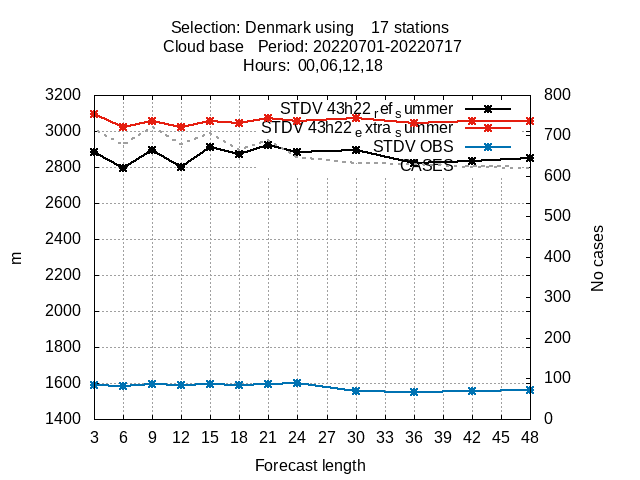 Selection: Denmark using    17 stations
Cloud base   Period: 20220701-20220717
Hours:  00,06,12,18
3200
3000
2800
2600
2400
2200
2000
1800
1600
1400
m
STDV 43h22refsummer
STDV 43h22extrasummer
STDV OBS
CASES
800
700
600
500
400
300
200
100
0
No cases
3 6 9 12 15 18 21 24 27 30 33 36 39 42 45 48
Forecast length